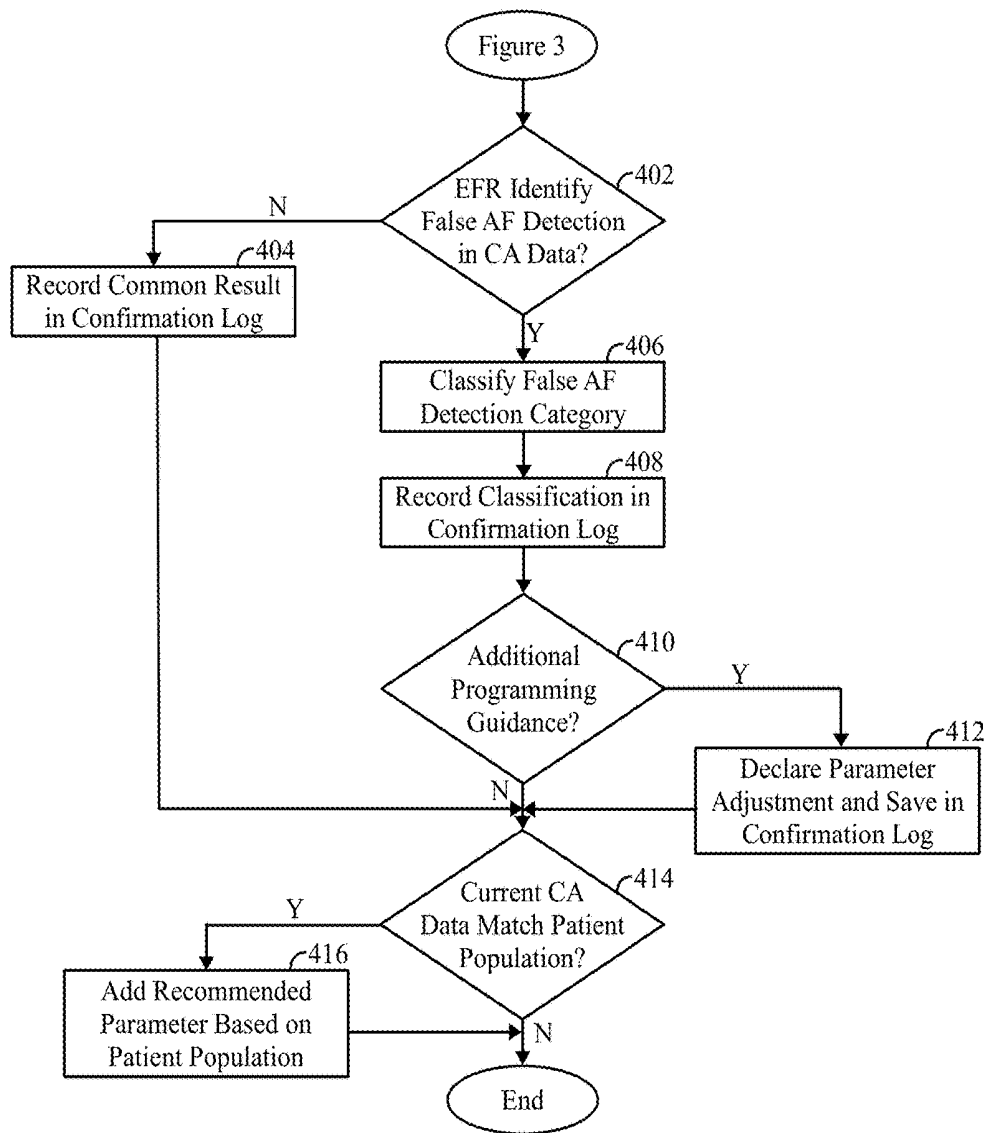 Figure 3
402
EFR Identify
False AF Detection
in CA Data?
N
404
Record Common Result
in Confirmation Log
Y
406
Classify False AF
Detection Category
408
Record Classification in
Confirmation Log
410
Additional
Programming
Guidance?
Y
412
Declare Parameter
Adjustment and Save in
Confirmation Log
N
414
Current CA
Data Match Patient
Population?
Y
416
Add Recommended
Parameter Based on
Patient Population
N
End